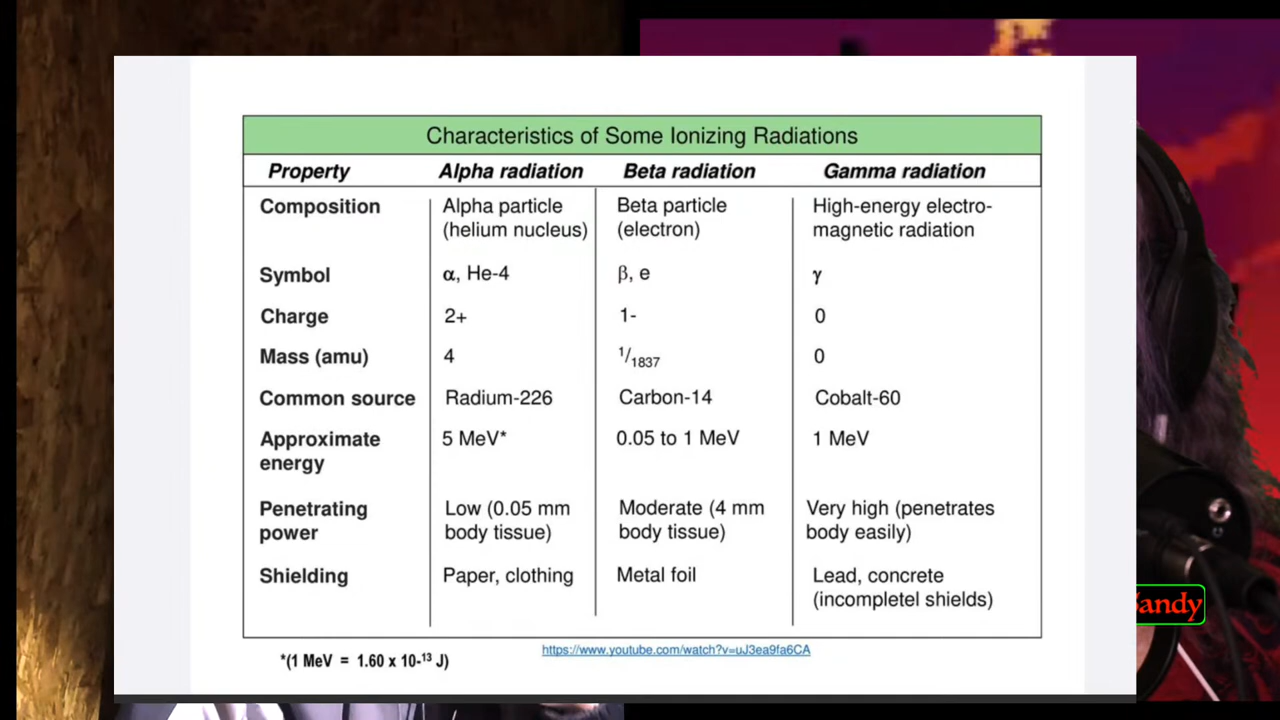 Characteristics of Some Ionizing Radiations
Property Alpha radiation Beta radiation Gamma radiation
Composition Alpha particle Beta particle High-energy electro-
(helium nucleus) (electron) magnetic radiation
Symbol α, He-4 β, e γ
Charge 2+ 1- 0
Mass (amu) 4 1/1837 0
Common source Radium-226 Carbon-14 Cobalt-60
Approximate 5 MeV* 0.05 to 1 MeV 1 MeV
energy
Penetrating Low (0.05 mm Moderate (4 mm Very high (penetrates
power body tissue) body tissue) body easily)
Shielding Paper, clothing Metal foil Lead, concrete
(incompletel shields)
*(1 MeV = 1.60 x 10-13 J)
https://www.youtube.com/watch?v=uJ3ea9fa6CA
Sandy